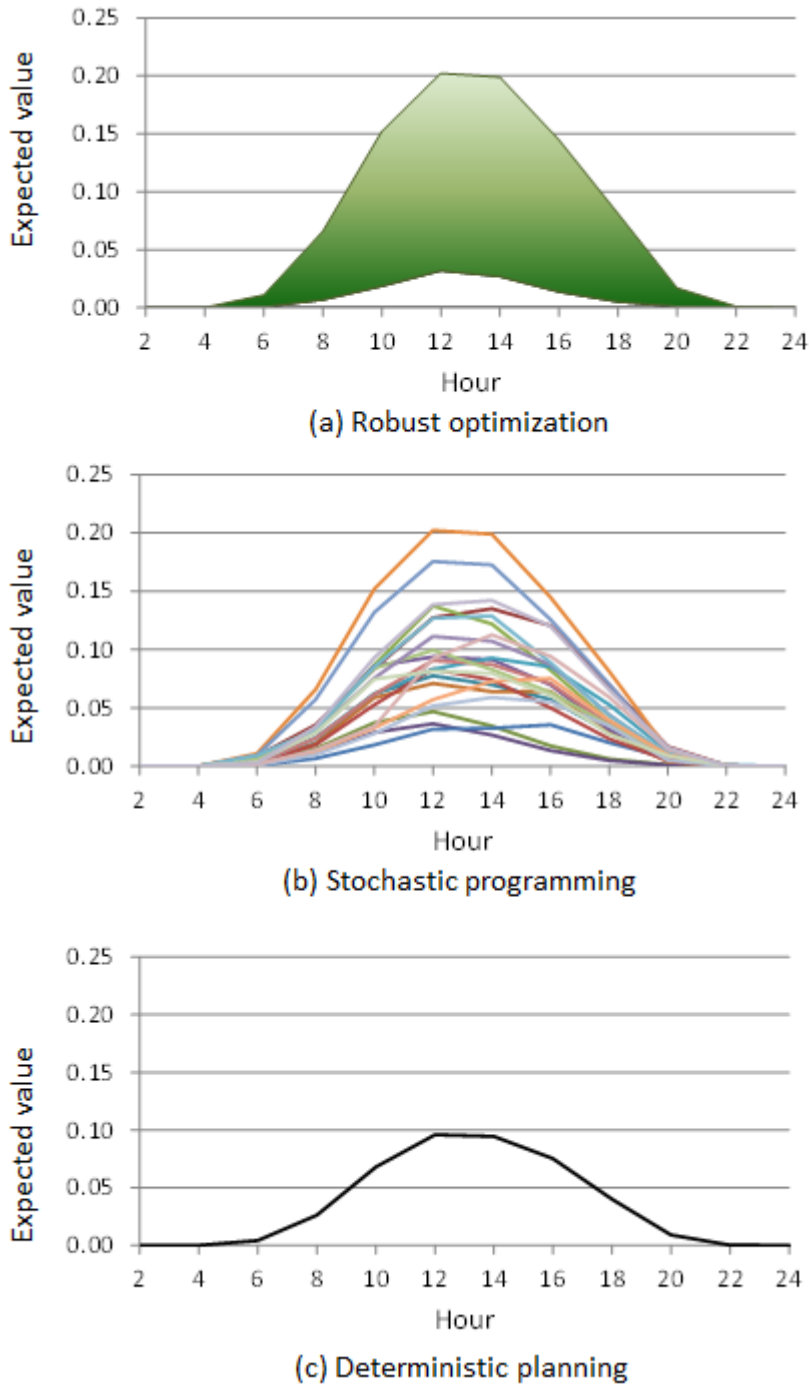 0.25
0.20
0.15
0.10
0.05
0.00
Expected value
2 4 6 8 10 12 14 16 18 20 22 24
Hour
(a) Robust optimization
0.25
0.20
0.15
0.10
0.05
0.00
Expected value
2 4 6 8 10 12 14 16 18 20 22 24
Hour
(b) Stochastic programming
0.25
0.20
0.15
0.10
0.05
0.00
Expected value
2 4 6 8 10 12 14 16 18 20 22 24
(c) Deterministic planning